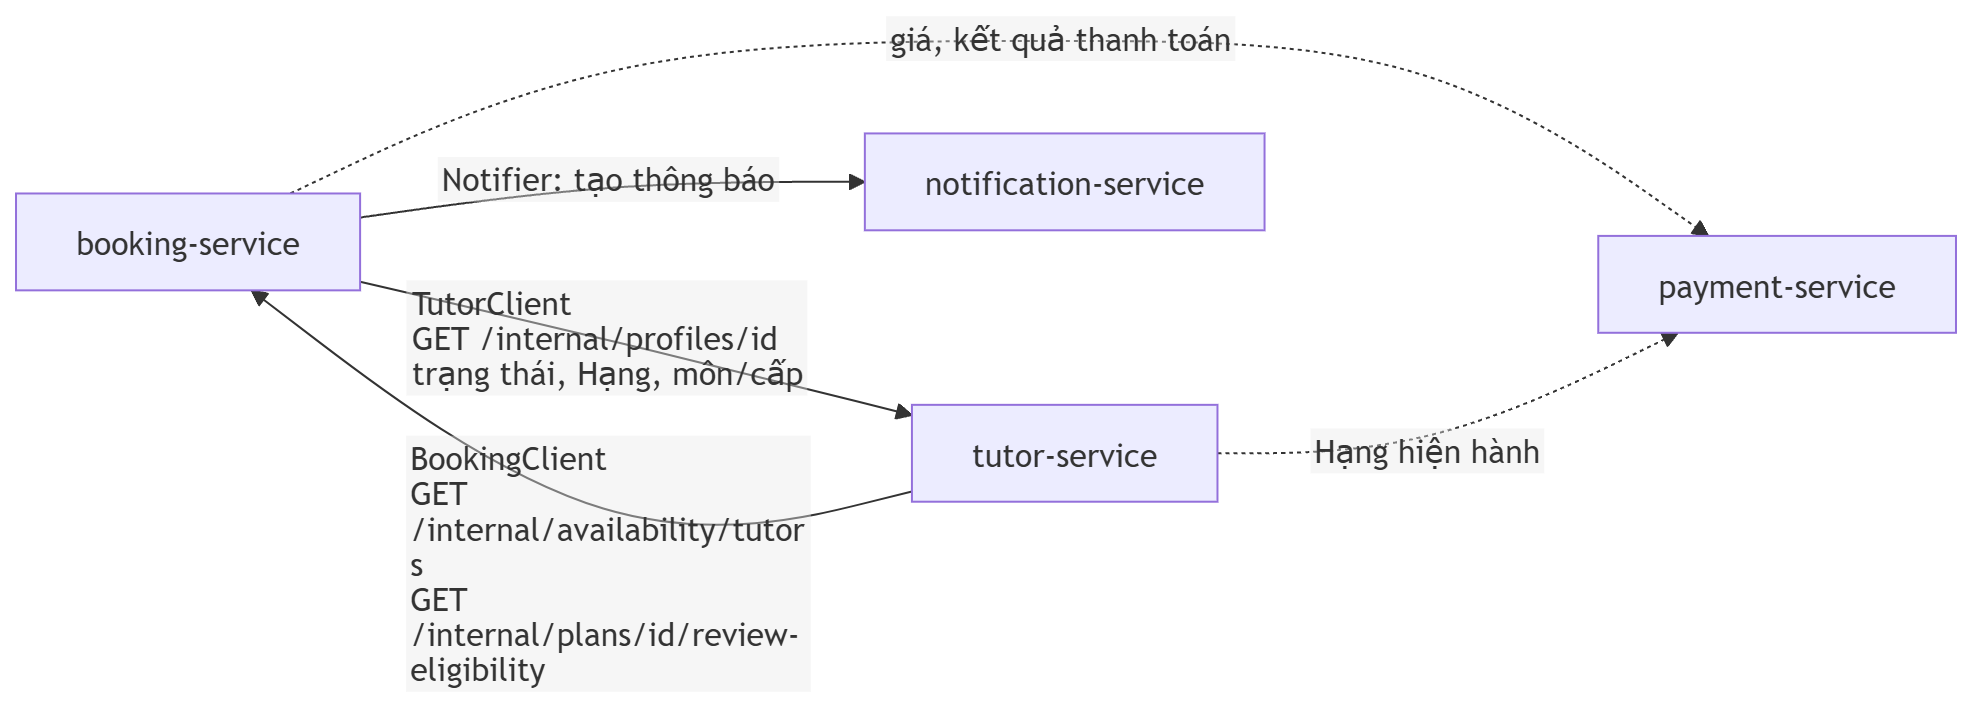 giá, kết quả thanh toán
Notifier: tạo thông báo
notification-service
booking-service
payment-service
TutorClient
GET /internal/profiles/id
trạng thái, Hạng, môn/cấp
tutor-service
Hạng hiện hành
BookingClient
GET
/internal/availability/tutor
s
GET
/internal/plans/id/review-
eligibility